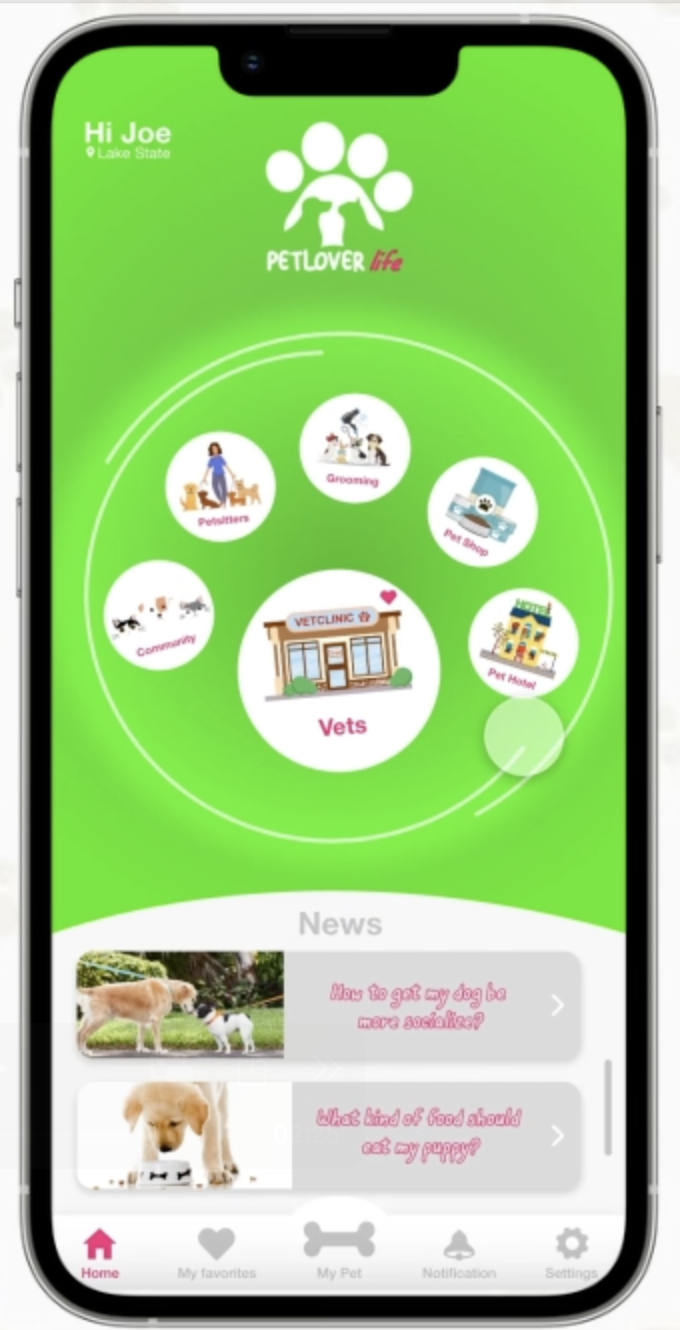 Hi Joe
Lake State
PETLOVER life
Grooming
Petsitters
Pet Shop
Community
VETCLINIC
HOTEL
Pet Hotel
Vets
News
How to get my dog be
more socialize?
What kind of food should
eat my puppy?
Home
My favorites
My Pet
Notification
Settings